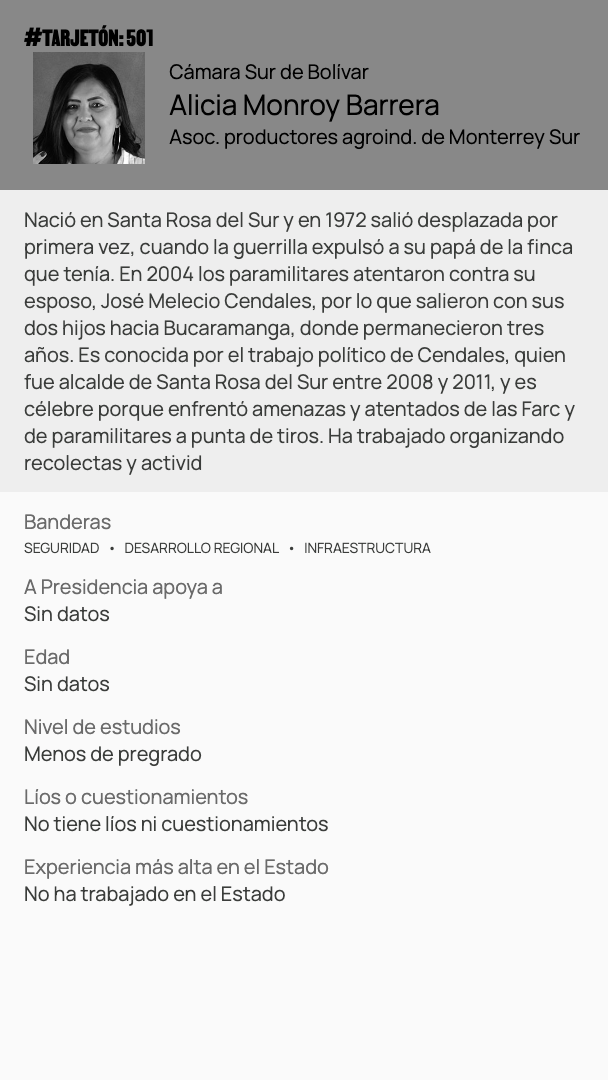 #TARJETÓN: 501
Cámara Sur de Bolívar
Alicia Monroy Barrera
Asoc. productores agroind. de Monterrey Sur
Nació en Santa Rosa del Sur y en 1972 salió desplazada por
primera vez, cuando la guerrilla expulsó a su papá de la finca
que tenía. En 2004 los paramilitares atentaron contra su
esposo, José Melecio Cendales, por lo que salieron con sus
dos hijos hacia Bucaramanga, donde permanecieron tres
años. Es conocida por el trabajo político de Cendales, quien
fue alcalde de Santa Rosa del Sur entre 2008 y 2011, y es
célebre porque enfrentó amenazas y atentados de las Farc y
de paramilitares a punta de tiros. Ha trabajado organizando
recolectas y activid
Banderas
SEGURIDAD • DESARROLLO REGIONAL • INFRAESTRUCTURA
A Presidencia apoya a
Sin datos
Edad
Sin datos
Nivel de estudios
Menos de pregrado
Líos o cuestionamientos
No tiene líos ni cuestionamientos
Experiencia más alta en el Estado
No ha trabajado en el Estado